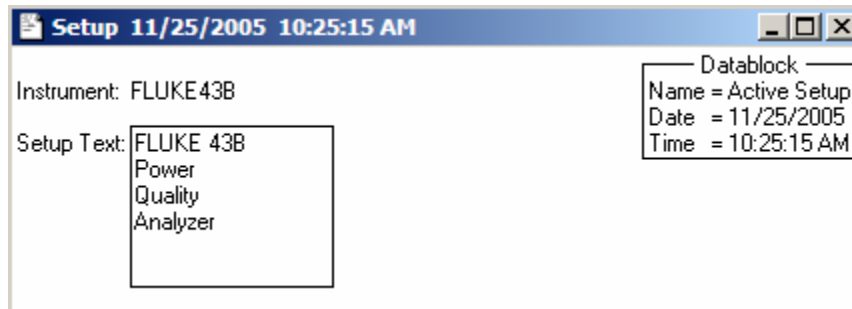 Setup 11/25/2005 10:25:15 AM
Instrument: FLUKE43B
Setup Text: FLUKE 43B
Power
Quality
Analyzer
Datablock
Name = Active Setup
Date = 11/25/2005
Time = 10:25:15 AM